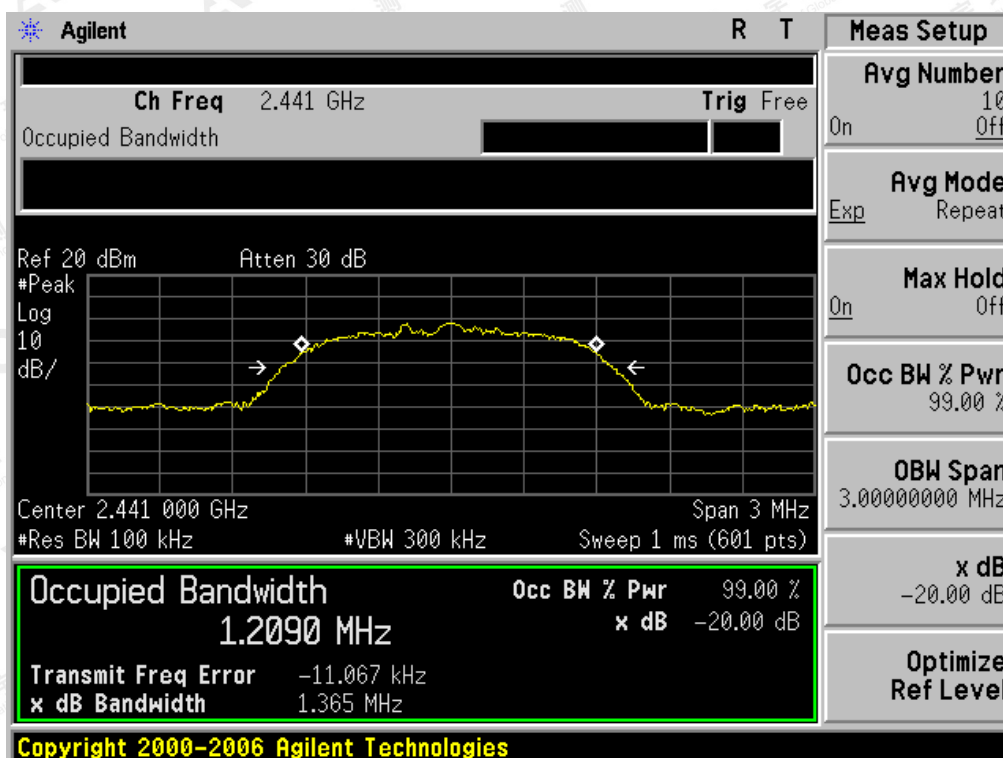 Agilent R T
Ch Freq 2.441 GHz Trig Free
Occupied Bandwidth
Ref 20 dBm Atten 30 dB
#Peak
Log
10
dB/
Center 2.441 000 GHz Span 3 MHz
#Res BW 100 kHz #VBW 300 kHz Sweep 1 ms (601 pts)
Occupied Bandwidth Occ BW % Pwr 99.00 %
1.2090 MHz x dB -20.00 dB
Transmit Freq Error -11.067 kHz
x dB Bandwidth 1.365 MHz
Copyright 2000-2006 Agilent Technologies
Meas Setup
Avg Number
10
On Off
Avg Mode
Exp Repeat
Max Hold
On Off
Occ BW % Pwr
99.00 %
OBW Span
3.00000000 MHz
x dB
-20.00 dB
Optimize
Ref Level